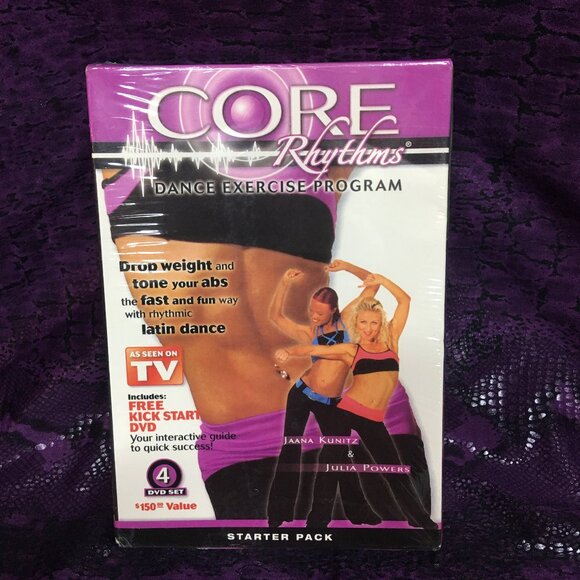 CORE
Rhythms®
DANCE EXERCISE PROGRAM
Drop weight and
tone your abs
the fast and fun way
with rhythmic
latin dance
AS SEEN ON
TV
Includes:
FREE
KICK START
DVD
Your interactive guide
to quick success!
JAANA KUNITZ
&
JULIA POWERS
4
DVD SET
$150.00 Value
STARTER PACK